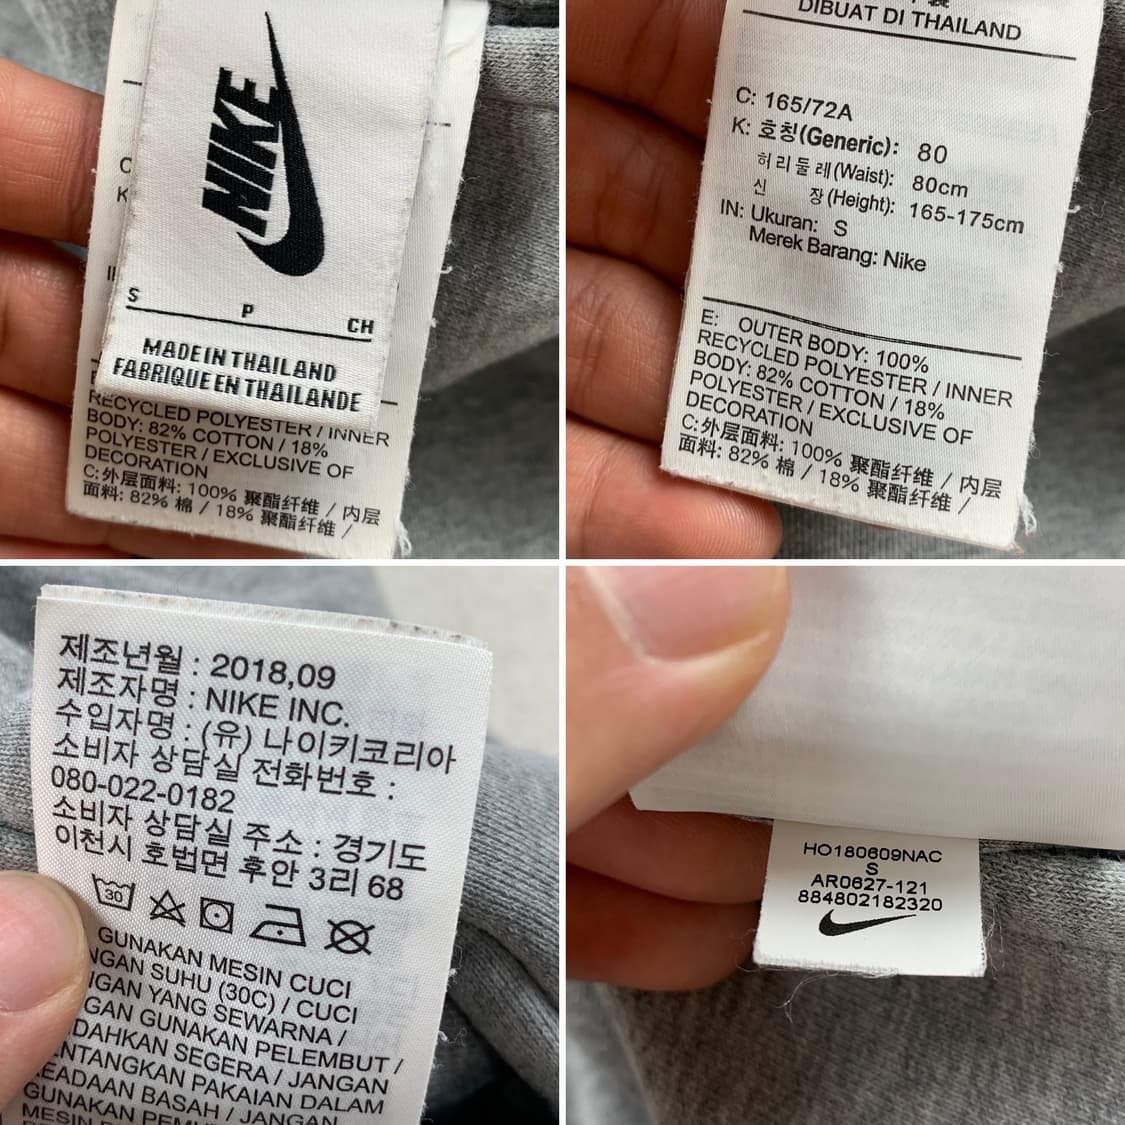 NIKE
S P CH
MADE IN THAILAND
FABRIQUE EN THAILANDE
RECYCLED POLYESTER / INNER
BODY: 82% COTTON / 18%
POLYESTER / EXCLUSIVE OF
DECORATION
C:外层面料: 100% 聚酯纤维 / 内层
面料: 82% 棉 / 18% 聚酯纤维 /
DIBUAT DI THAILAND
C: 165/72A
K: 호칭(Generic): 80
허리둘레(Waist): 80cm
신 장(Height): 165-175cm
IN: Ukuran: S
Merek Barang: Nike
E: OUTER BODY: 100%
RECYCLED POLYESTER / INNER
BODY: 82% COTTON / 18%
POLYESTER / EXCLUSIVE OF
DECORATION
C:外层面料: 100% 聚酯纤维 / 内层
面料: 82% 棉 / 18% 聚酯纤维 /
제조년월 : 2018,09
제조자명 : NIKE INC.
수입자명 : (유) 나이키코리아
소비자 상담실 전화번호 :
080-022-0182
소비자 상담실 주소 : 경기도
이천시 호법면 후안 3리 68
30
GUNAKAN MESIN CUCI
NGAN SUHU (30C) / CUCI
NGAN YANG SEWARNA /
GAN GUNAKAN PELEMBUT /
DAHKAN SEGERA / JANGAN
ENTANGKAN PAKAIAN DALAM
EADAAN BASAH / JANGAN
GUNAKAN
MESIN
HO180609NAC
S
AR0627-121
884802182320